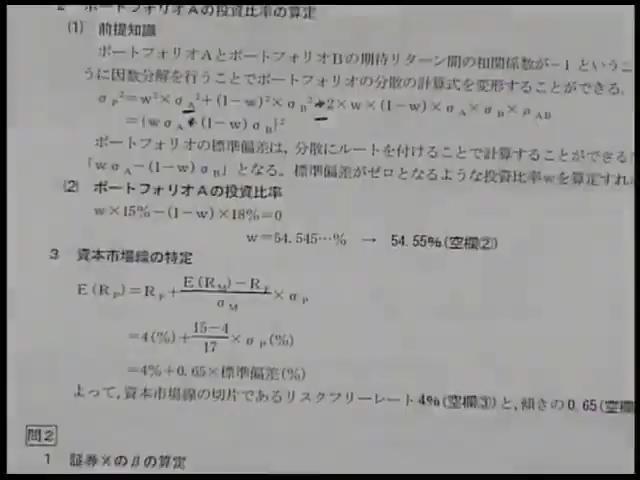 2 ポートフォリオAの投資比率の算定
(1) 前提知識
ポートフォリオAとポートフォリオBの期待リターン間の相関係数が-1というこ
うに因数分解を行うことでポートフォリオの分散の計算式を変形することができる.
σP²=w²×σA²+(1-w)²×σB²+2×w×(1-w)×σA×σB×ρAB
={wσA-(1-w)σB}²
ポートフォリオの標準偏差は, 分散にルートを付けることで計算することができる
「wσA-(1-w)σB」となる. 標準偏差がゼロとなるような投資比率wを算定すれ
(2) ポートフォリオAの投資比率
w×15%-(1-w)×18%=0
w=54.545…% → 54.55%(空欄②)
3 資本市場線の特定
E(RP)=RF+E(RM)-RF/σM×σP
=4(%)+15-4/17×σP(%)
=4%+0.65×標準偏差(%)
よって, 資本市場線の切片であるリスクフリーレート4%(空欄③)と, 傾きの0.65(空欄
問2
1 証券Xのβの算定